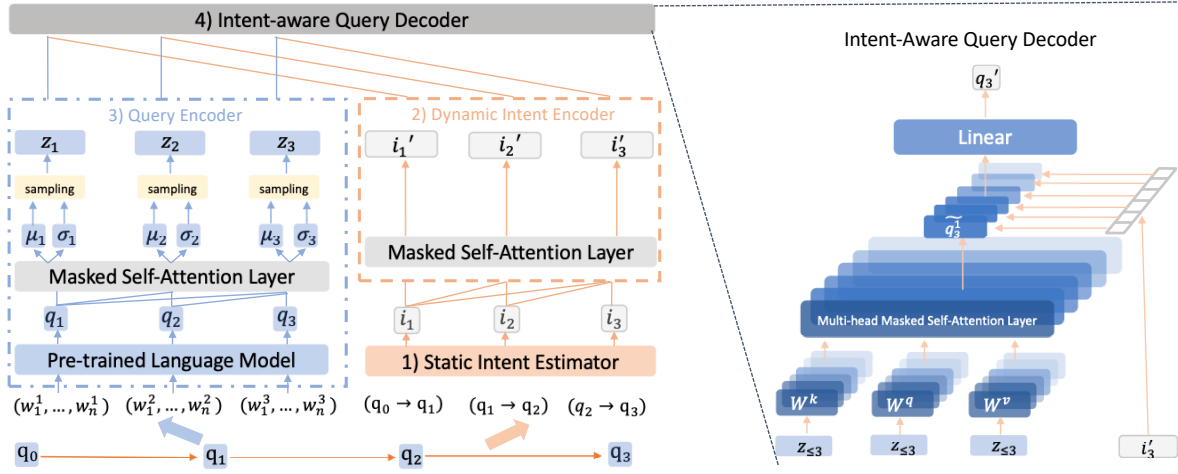 4) Intent-aware Query Decoder
3) Query Encoder
z₁ z₂ z₃
sampling sampling sampling
μ₁ σ₁ μ₂ σ₂ μ₃ σ₃
Masked Self-Attention Layer
q₁ q₂ q₃
Pre-trained Language Model
(w₁¹, ..., wₙ¹) (w₁², ..., wₙ²) (w₁³, ..., wₙ³)
2) Dynamic Intent Encoder
i₁′ i₂′ i₃′
Masked Self-Attention Layer
i₁ i₂ i₃
1) Static Intent Estimator
(q₀ → q₁) (q₁ → q₂) (q₂ → q₃)
q₀ q₁ q₂ q₃
Intent-Aware Query Decoder
q₃′
Linear
q̃₃¹
Multi-head Masked Self-Attention Layer
Wᵏ W^q Wᵛ
z≤₃ z≤₃ z≤₃ i₃′